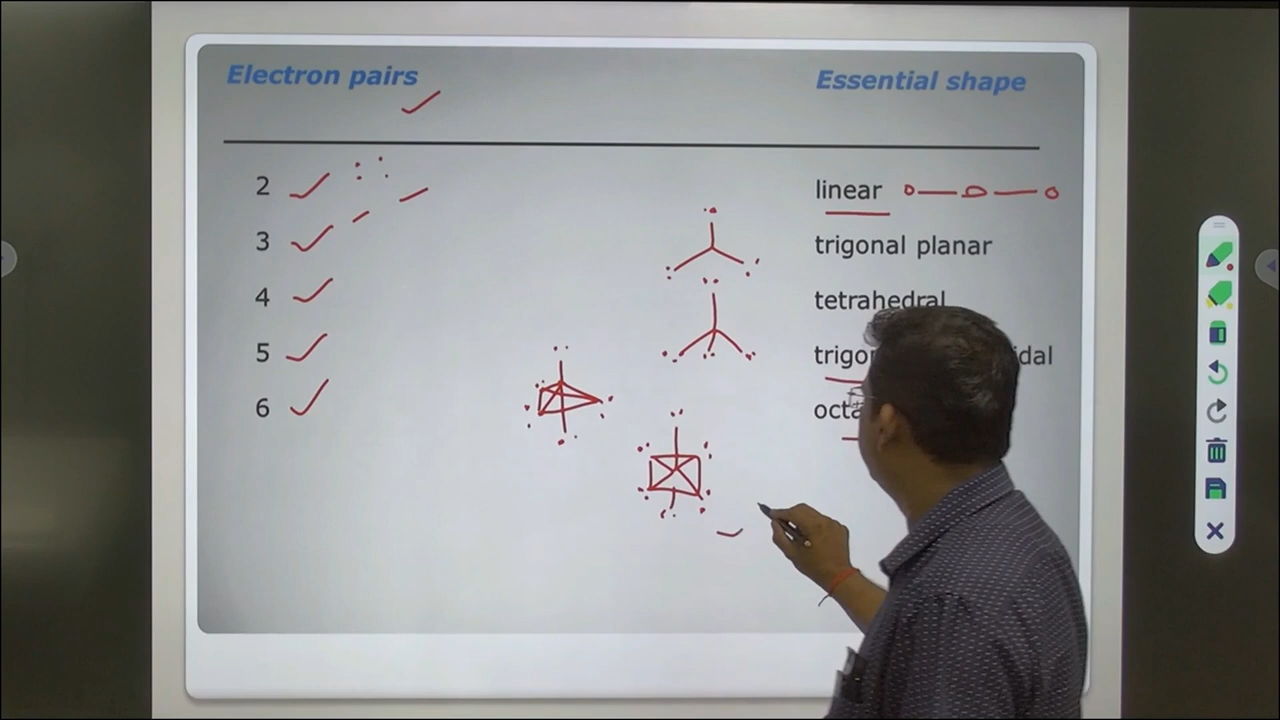 Electron pairs Essential shape
2 linear
3 trigonal planar
4 tetrahedral
5
6